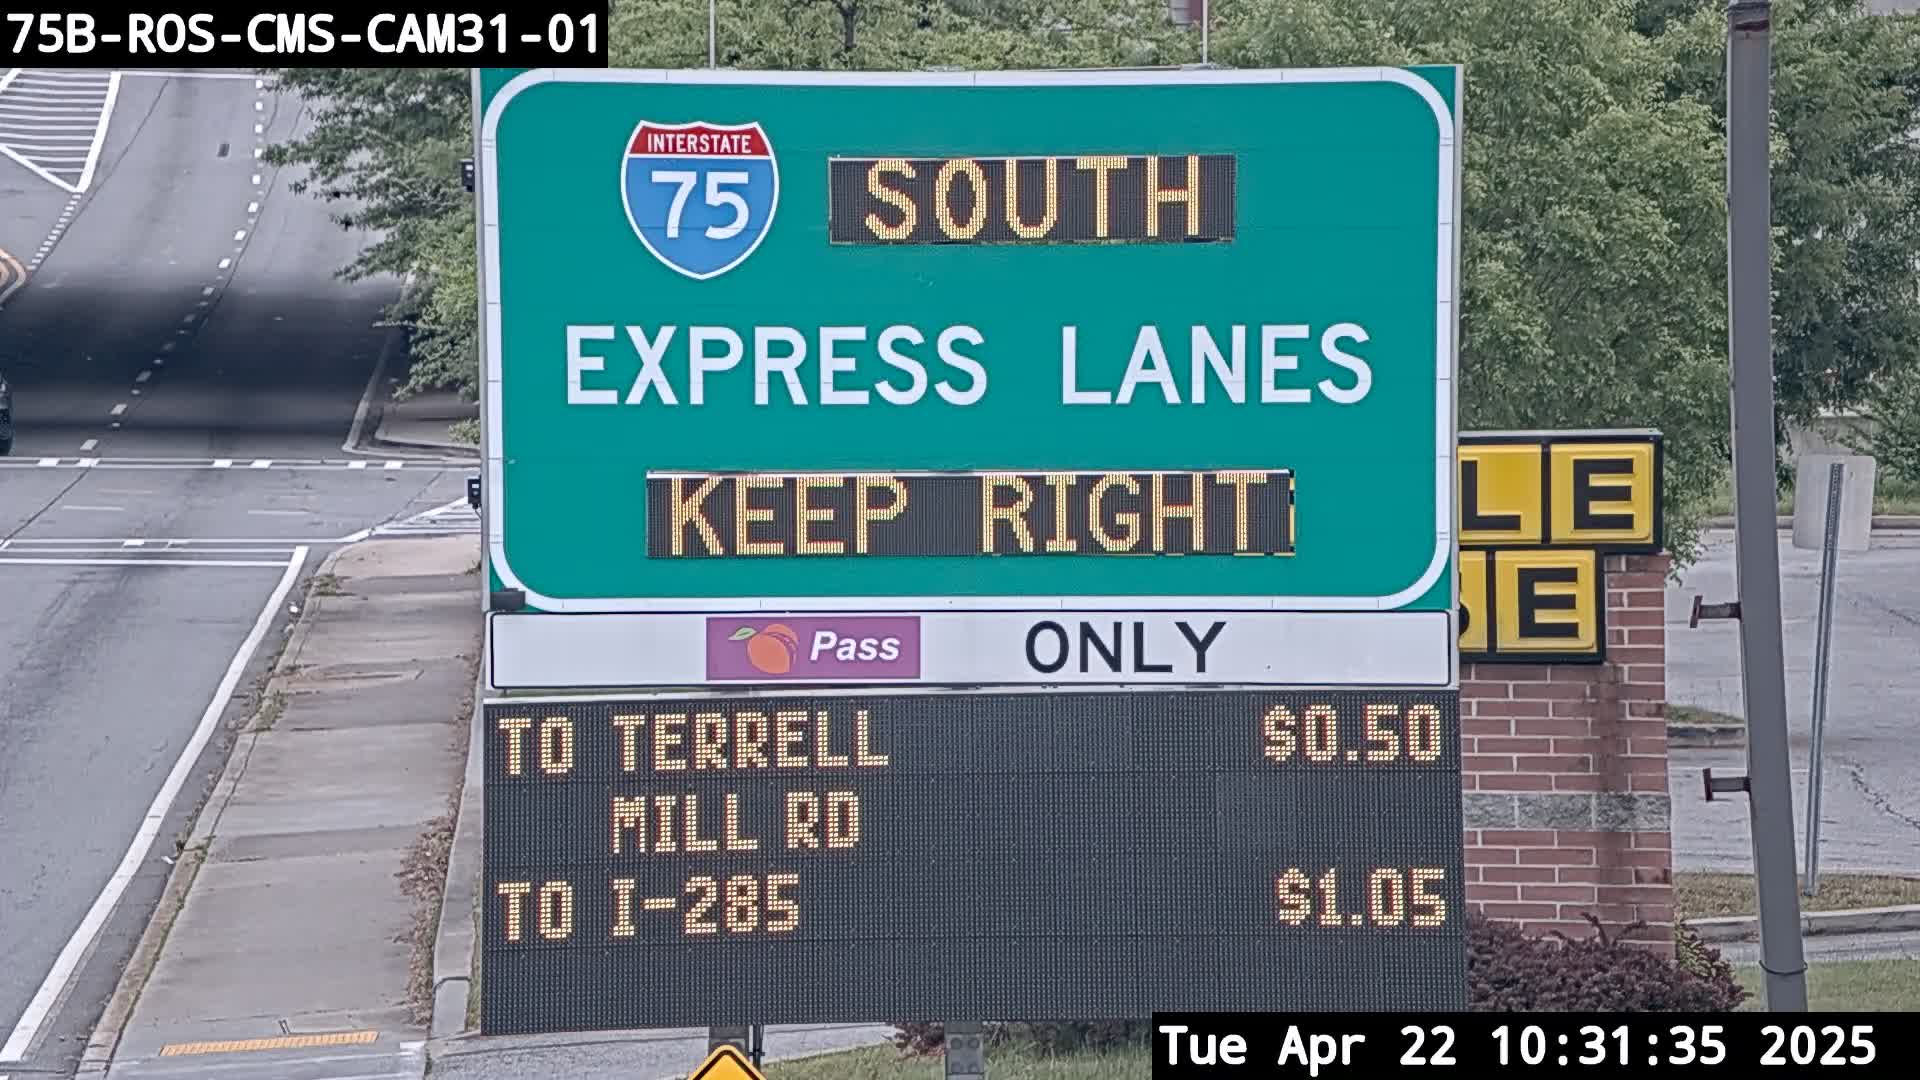 75B-ROS-CMS-CAM31-01
INTERSTATE
75
SOUTH
EXPRESS LANES
KEEP RIGHT
Pass ONLY
TO TERRELL $0.50
MILL RD
TO I-285 $1.05
LE
E
Tue Apr 22 10:31:35 2025